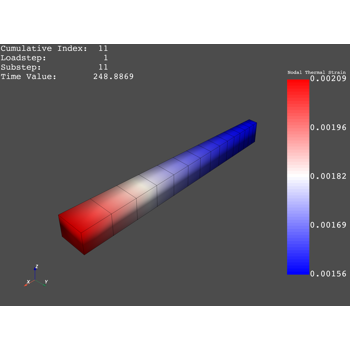 Cumulative Index: 11
Loadstep: 1
Substep: 11
Time Value: 248.8869
Nodal Thermal Strain
0.00209
0.00196
0.00182
0.00169
0.00156
Z
X
Y